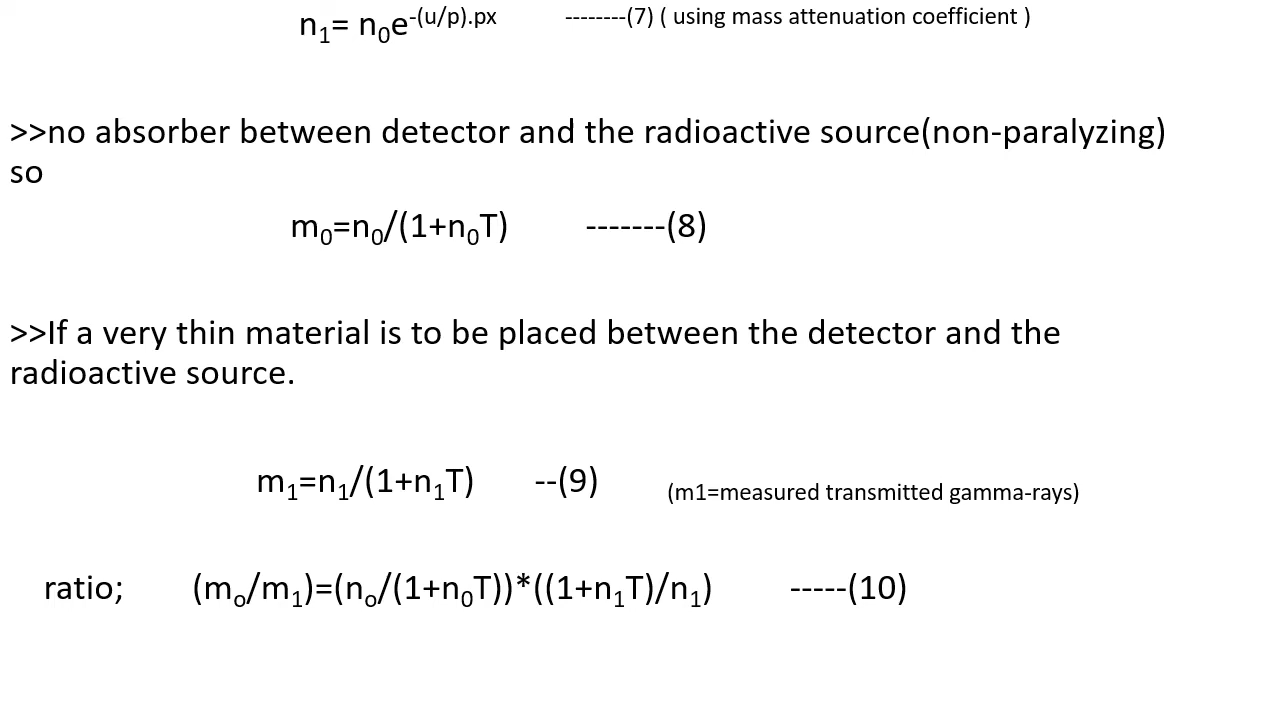 n₁= n₀e⁻⁽ᵘ/ᵖ⁾·ᵖˣ --------(7) ( using mass attenuation coefficient )
>>no absorber between detector and the radioactive source(non-paralyzing)
so
m₀=n₀/(1+n₀T) -------(8)
>>If a very thin material is to be placed between the detector and the
radioactive source.
m₁=n₁/(1+n₁T) --(9) (m1=measured transmitted gamma-rays)
ratio; (mₒ/m₁)=(nₒ/(1+n₀T))*((1+n₁T)/n₁) -----(10)